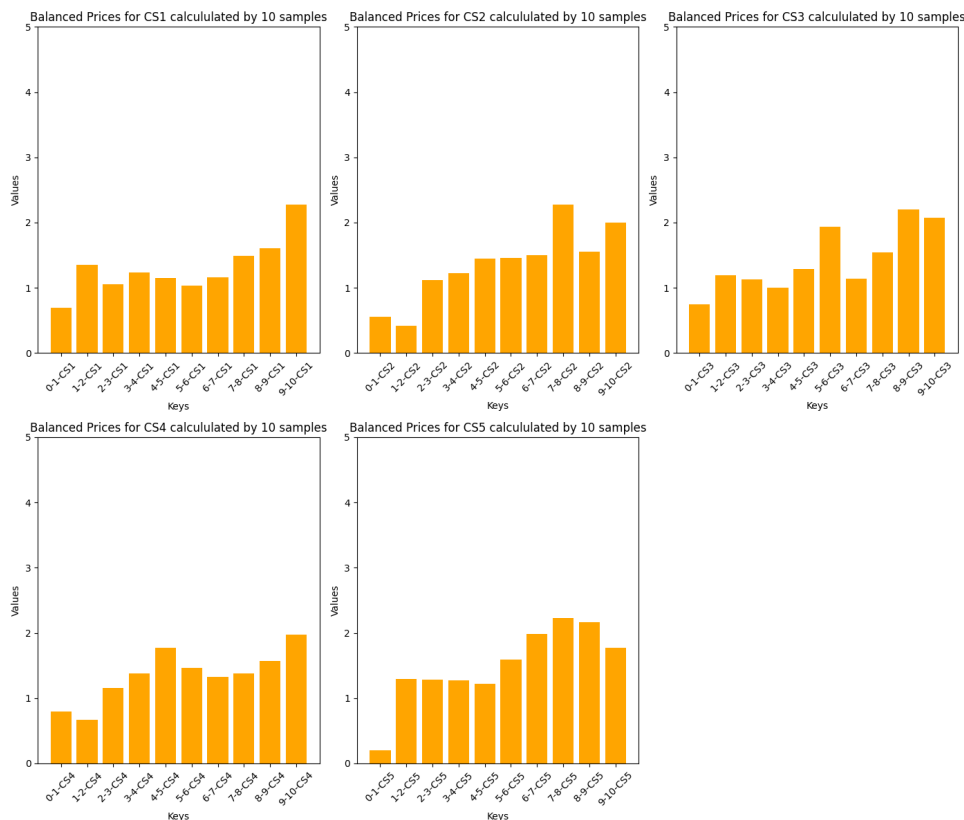 Balanced Prices for CS1 calcululated by 10 samples
5
4
3
2
1
0
Values
0-1-CS1
1-2-CS1
2-3-CS1
3-4-CS1
4-5-CS1
5-6-CS1
6-7-CS1
7-8-CS1
8-9-CS1
9-10-CS1
Keys
Balanced Prices for CS2 calcululated by 10 samples
5
4
3
2
1
0
Values
0-1-CS2
1-2-CS2
2-3-CS2
3-4-CS2
4-5-CS2
5-6-CS2
6-7-CS2
7-8-CS2
8-9-CS2
9-10-CS2
Keys
Balanced Prices for CS3 calcululated by 10 samples
5
4
3
2
1
0
Values
0-1-CS3
1-2-CS3
2-3-CS3
3-4-CS3
4-5-CS3
5-6-CS3
6-7-CS3
7-8-CS3
8-9-CS3
9-10-CS3
Keys
Balanced Prices for CS4 calcululated by 10 samples
5
4
3
2
1
0
Values
0-1-CS4
1-2-CS4
2-3-CS4
3-4-CS4
4-5-CS4
5-6-CS4
6-7-CS4
7-8-CS4
8-9-CS4
9-10-CS4
Keys
Balanced Prices for CS5 calcululated by 10 samples
5
4
3
2
1
0
Values
0-1-CS5
1-2-CS5
2-3-CS5
3-4-CS5
4-5-CS5
5-6-CS5
6-7-CS5
7-8-CS5
8-9-CS5
9-10-CS5
Keys